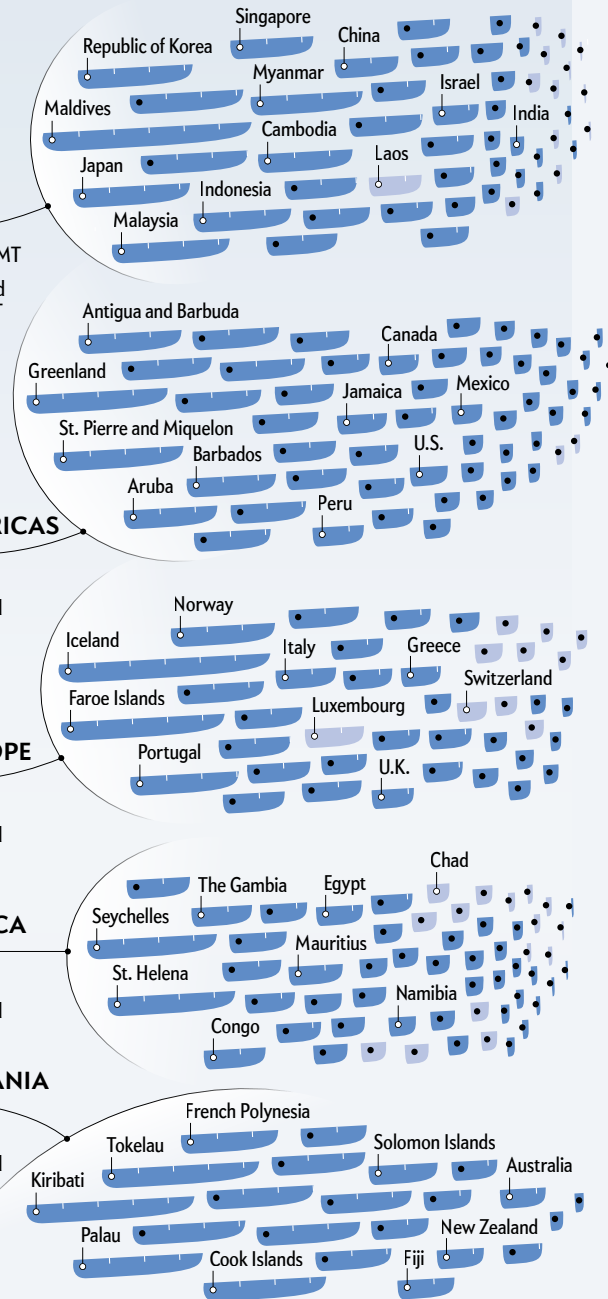 Singapore
Republic of Korea
China
Myanmar
Israel
Maldives
India
Cambodia
Laos
Japan
Indonesia
Malaysia
MT
Antigua and Barbuda
Canada
Greenland
Jamaica
Mexico
St. Pierre and Miquelon
U.S.
Barbados
Aruba
Peru
RICAS
Norway
Iceland
Italy
Greece
Switzerland
Faroe Islands
Luxembourg
Portugal
OPE
U.K.
Chad
The Gambia
Egypt
Seychelles
CA
Mauritius
St. Helena
Namibia
Congo
ANIA
French Polynesia
Tokelau
Solomon Islands
Australia
Kiribati
Palau
New Zealand
Cook Islands
Fiji